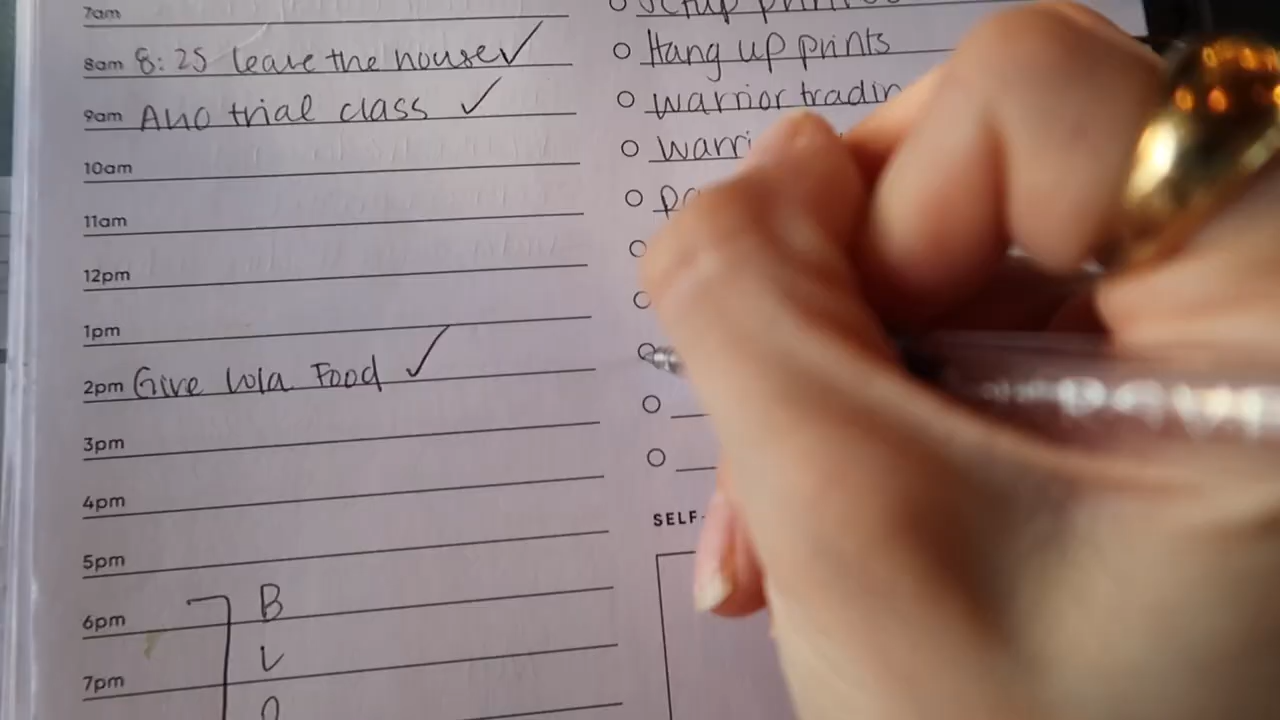 7am
8am 8:25 leave the house ✓
9am trial class ✓
10am
11am
12pm
1pm
2pm Give Lola Food ✓
3pm
4pm
5pm
6pm B
L
7pm
Hang up prints
warrior tradin
warri
SELF-